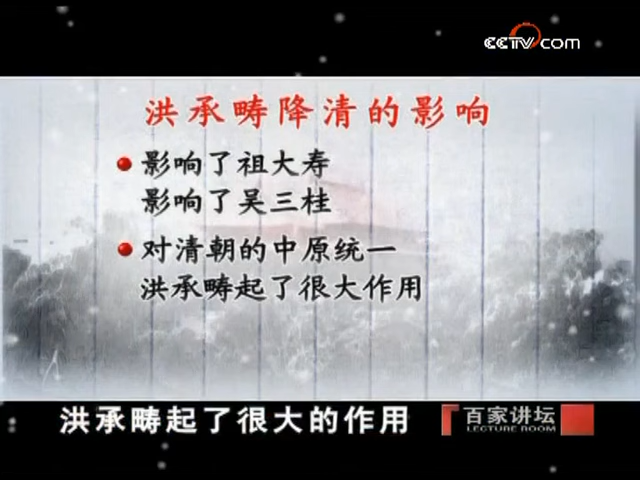 CCTV.com
洪承畴降清的影响
影响了祖大寿
影响了吴三桂
对清朝的中原统一
洪承畴起了很大作用
洪承畴起了很大的作用
百家讲坛
LECTURE ROOM